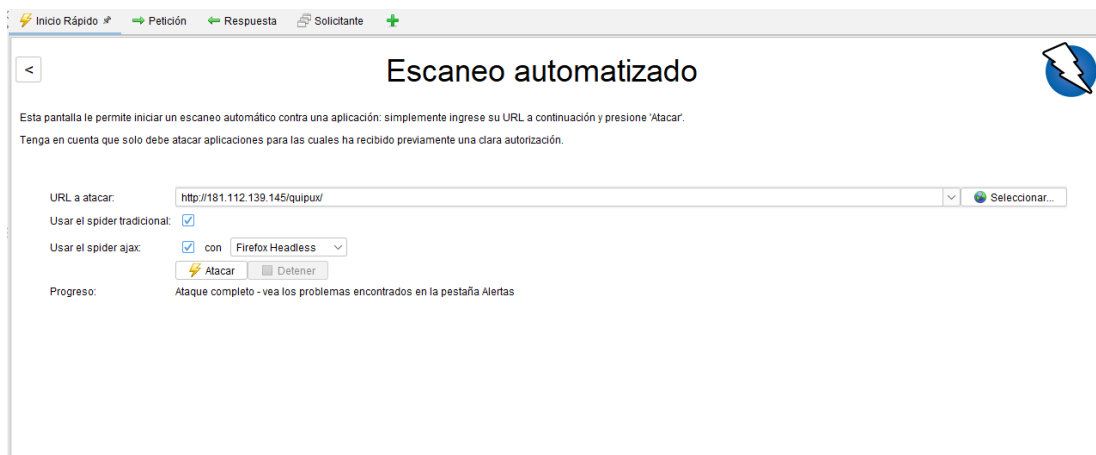 Inicio Rápido Petición Respuesta Solicitante
<
Escaneo automatizado
Esta pantalla le permite iniciar un escaneo automático contra una aplicación: simplemente ingrese su URL a continuación y presione 'Atacar'.
Tenga en cuenta que solo debe atacar aplicaciones para las cuales ha recibido previamente una clara autorización.
URL a atacar: http://181.112.139.145/quipux/ Seleccionar...
Usar el spider tradicional:
Usar el spider ajax: con Firefox Headless
Atacar Detener
Progreso: Ataque completo - vea los problemas encontrados en la pestaña Alertas